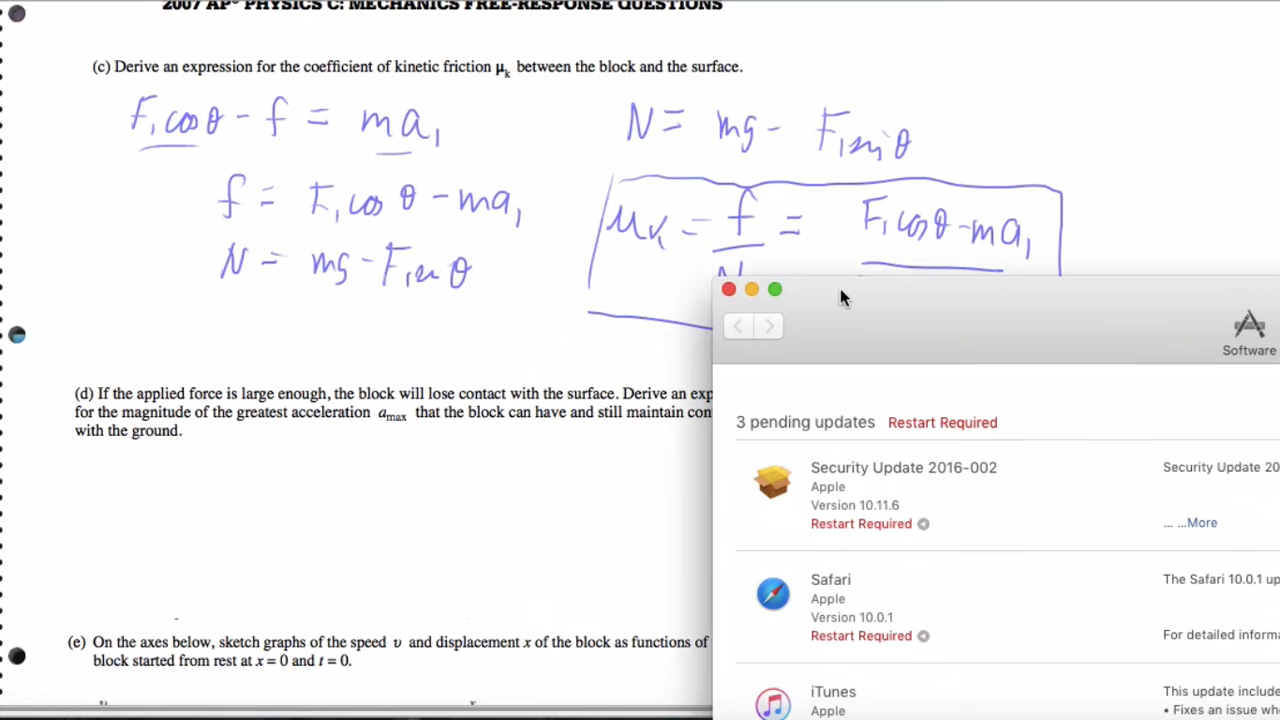 2007 AP® PHYSICS C: MECHANICS FREE-RESPONSE QUESTIONS
(c) Derive an expression for the coefficient of kinetic friction μk between the block and the surface.
F₁cosθ - f = ma₁
f = F₁cosθ - ma₁
N = mg - F₁sinθ
N = mg - F₁sinθ
μk = f/N = F₁cosθ - ma₁
(d) If the applied force is large enough, the block will lose contact with the surface. Derive an exp
for the magnitude of the greatest acceleration amax that the block can have and still maintain con
with the ground.
(e) On the axes below, sketch graphs of the speed υ and displacement x of the block as functions of
block started from rest at x = 0 and t = 0.
Software
3 pending updates Restart Required
Security Update 2016-002
Apple
Version 10.11.6
Restart Required
Security Update 20
... ...More
Safari
Apple
Version 10.0.1
Restart Required
The Safari 10.0.1 up
For detailed informa
iTunes
Apple
This update include
• Fixes an issue wh